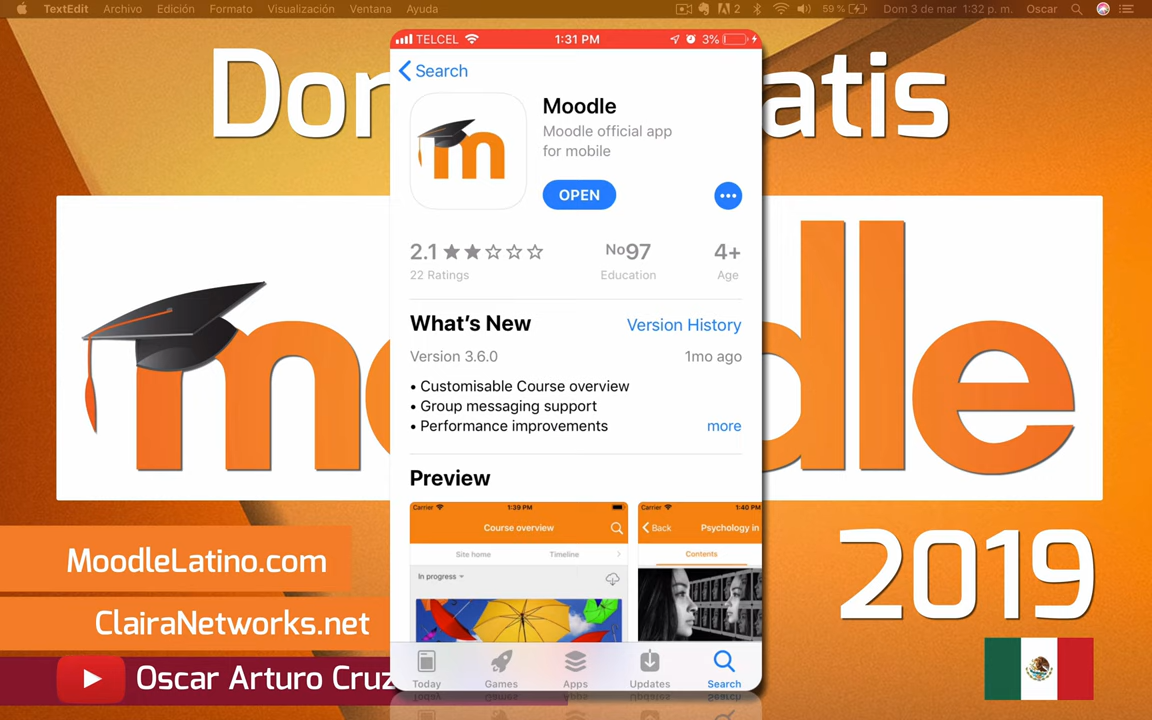 TextEdit Archivo Edición Formato Visualización Ventana Ayuda 2 59 % Dom 3 de mar 1:32 p. m. Oscar
TELCEL 1:31 PM 3%
Search
Moodle
Moodle official app
for mobile
OPEN
2.1 No97 4+
22 Ratings Education Age
What's New Version History
Version 3.6.0 1mo ago
• Customisable Course overview
• Group messaging support
• Performance improvements more
Preview
Carrier 1:39 PM
Course overview
Site home Timeline
In progress
Carrier 1:40 PM
Back Psychology in
Contents
Today Games Apps Updates Search
m dle
2019
MoodleLatino.com
ClairaNetworks.net
Oscar Arturo Cruz